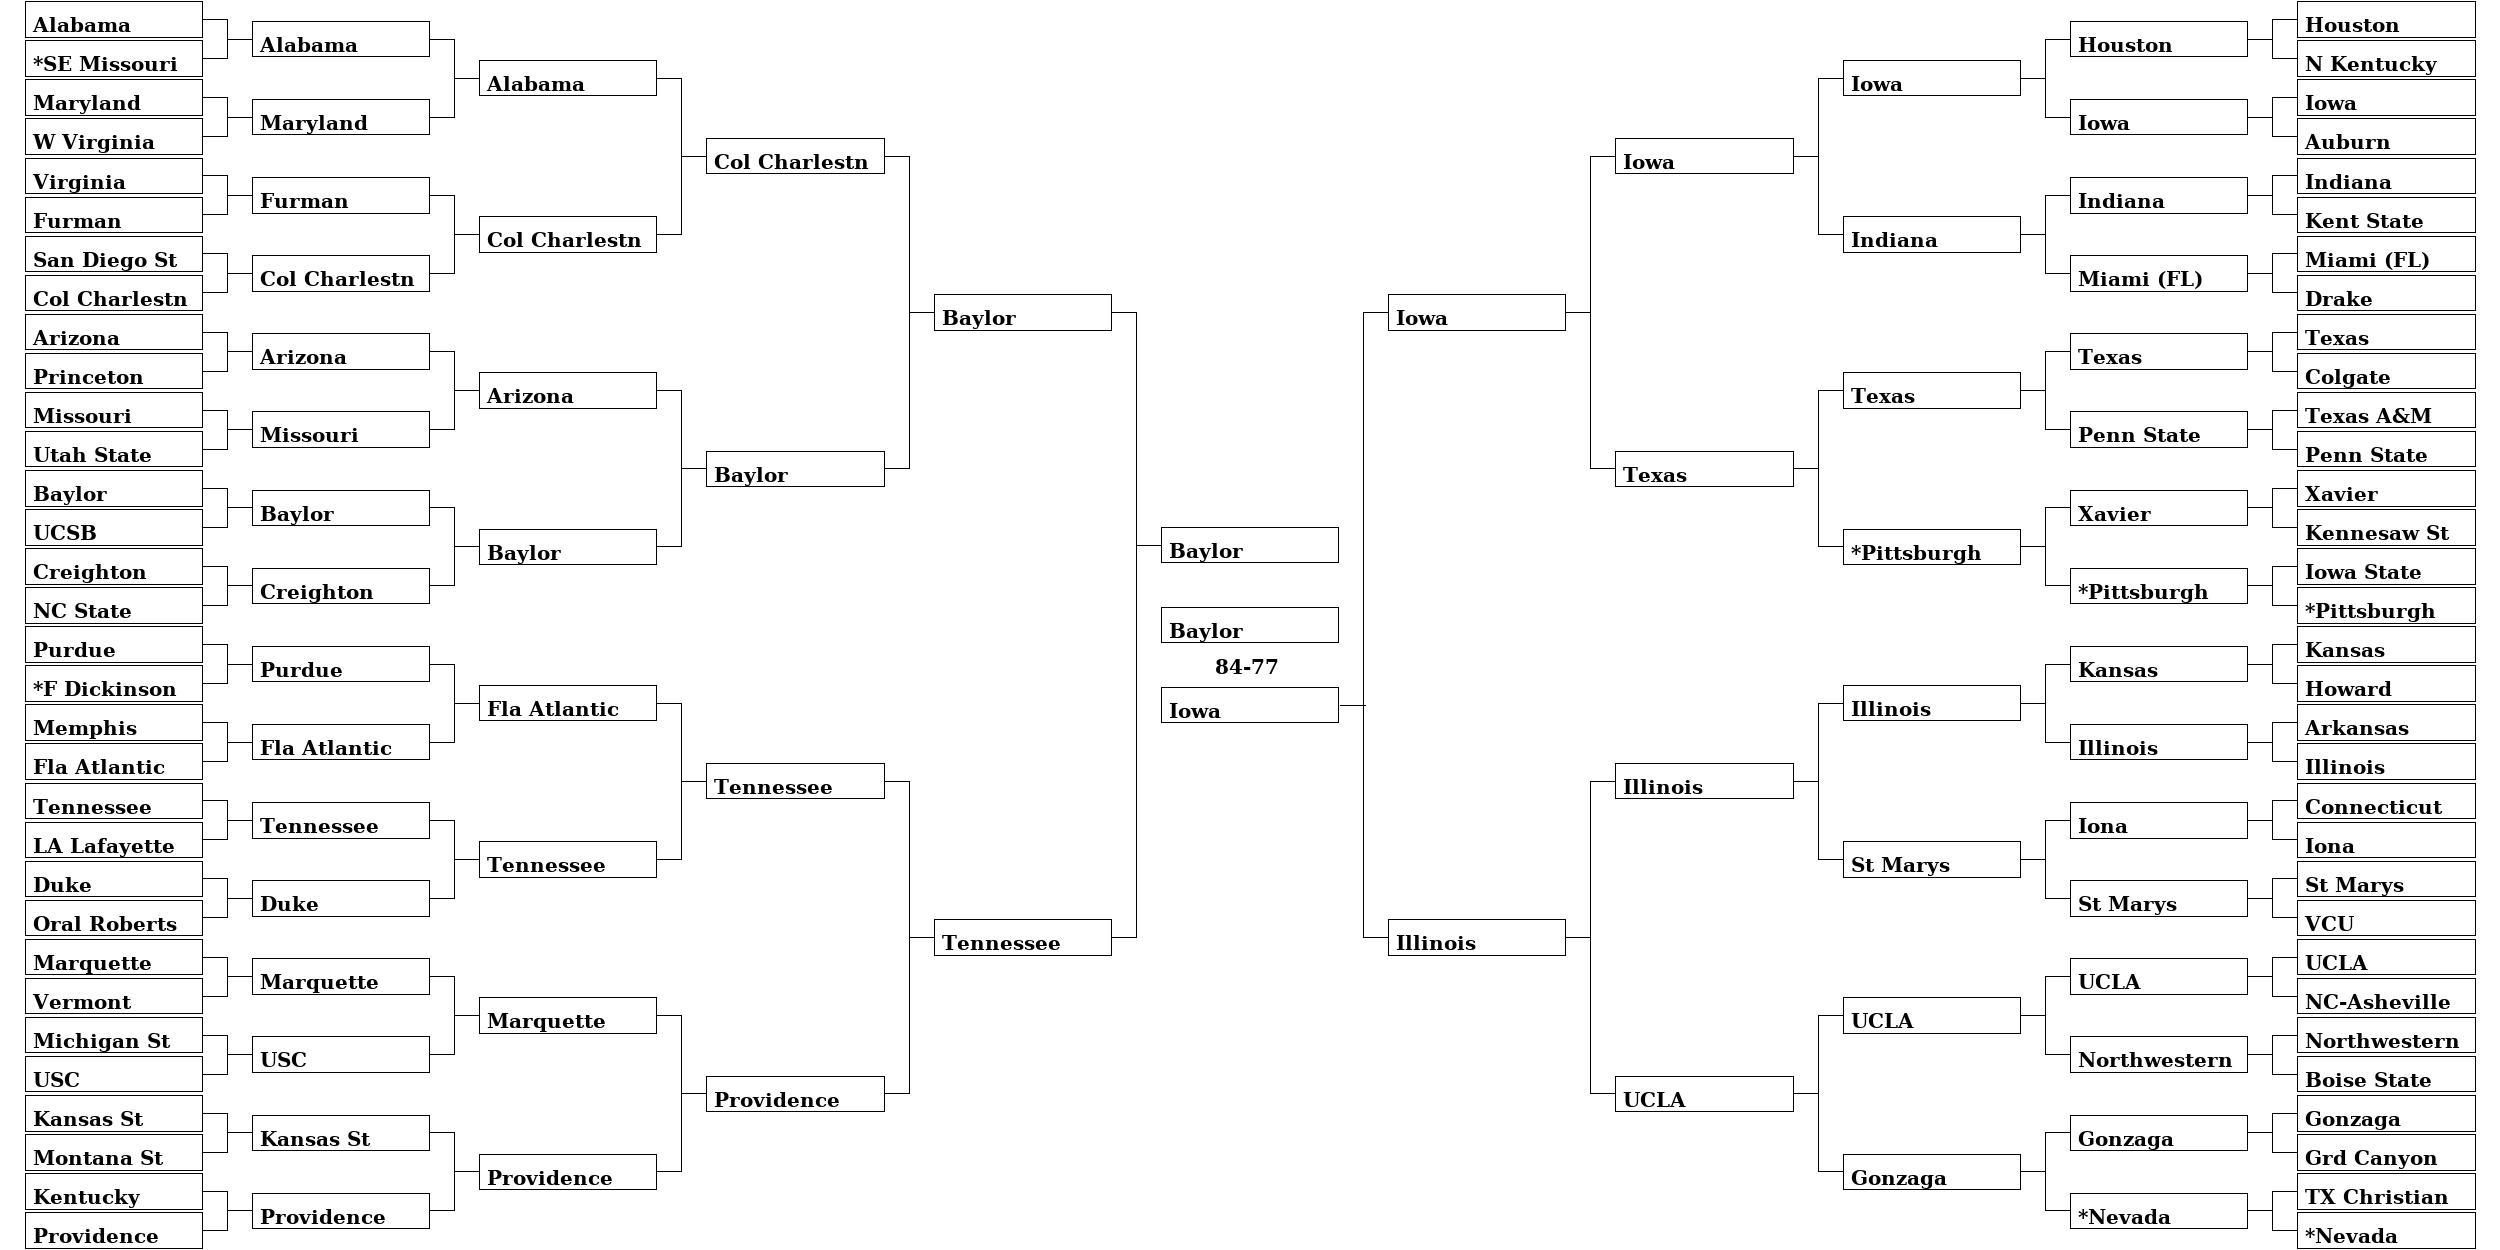 Alabama
*SE Missouri
Maryland
W Virginia
Virginia
Furman
San Diego St
Col Charlestn
Arizona
Princeton
Missouri
Utah State
Baylor
UCSB
Creighton
NC State
Purdue
*F Dickinson
Memphis
Fla Atlantic
Tennessee
LA Lafayette
Duke
Oral Roberts
Marquette
Vermont
Michigan St
USC
Kansas St
Montana St
Kentucky
Providence
Alabama
Maryland
Furman
Col Charlestn
Arizona
Missouri
Baylor
Creighton
Purdue
Fla Atlantic
Tennessee
Duke
Marquette
USC
Kansas St
Providence
Alabama
Col Charlestn
Arizona
Baylor
Fla Atlantic
Tennessee
Marquette
Providence
Col Charlestn
Baylor
Tennessee
Providence
Baylor
Tennessee
Baylor
Baylor
84-77
Iowa
Iowa
Illinois
Iowa
Texas
Illinois
UCLA
Iowa
Indiana
Texas
*Pittsburgh
Illinois
St Marys
UCLA
Gonzaga
Houston
Iowa
Indiana
Miami (FL)
Texas
Penn State
Xavier
*Pittsburgh
Kansas
Illinois
Iona
St Marys
UCLA
Northwestern
Gonzaga
*Nevada
Houston
N Kentucky
Iowa
Auburn
Indiana
Kent State
Miami (FL)
Drake
Texas
Colgate
Texas A&M
Penn State
Xavier
Kennesaw St
Iowa State
*Pittsburgh
Kansas
Howard
Arkansas
Illinois
Connecticut
Iona
St Marys
VCU
UCLA
NC-Asheville
Northwestern
Boise State
Gonzaga
Grd Canyon
TX Christian
*Nevada